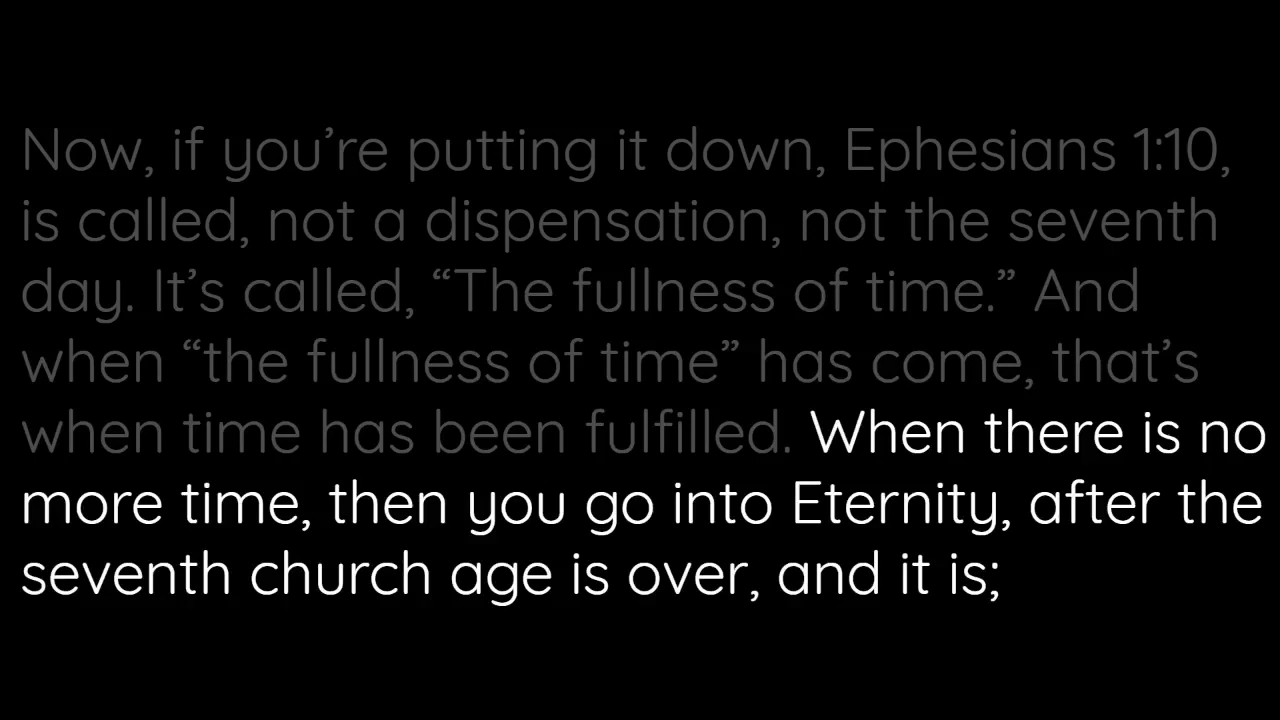 Now, if you’re putting it down, Ephesians 1:10,
is called, not a dispensation, not the seventh
day. It’s called, “The fullness of time.” And
when “the fullness of time” has come, that’s
when time has been fulfilled. When there is no
more time, then you go into Eternity, after the
seventh church age is over, and it is;